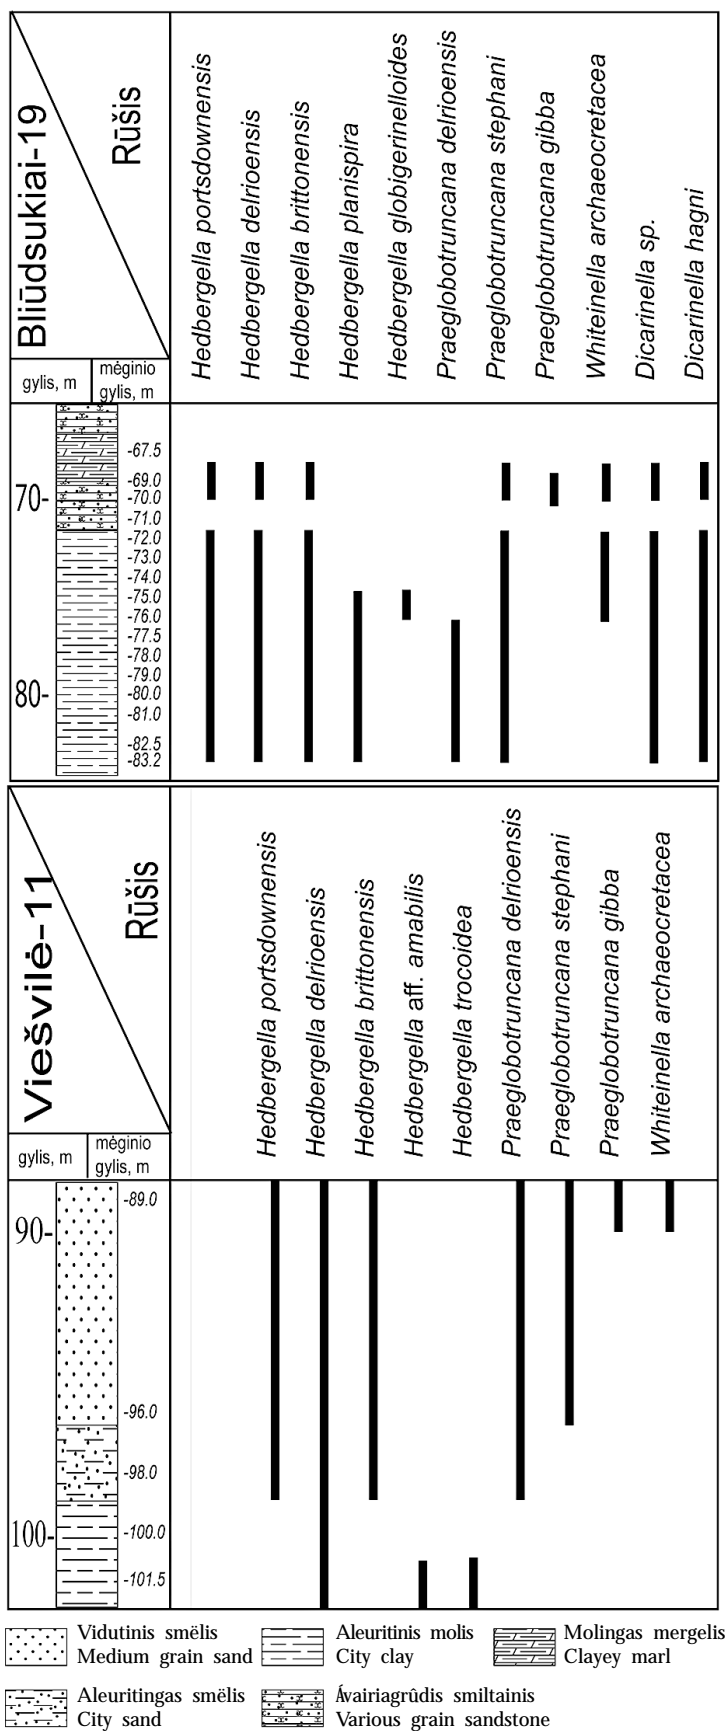 Bliūdsukiai-19
Rūšis
gylis, m
mėginio
gylis, m
Hedbergella portsdownensis
Hedbergella delrioensis
Hedbergella brittonensis
Hedbergella planispira
Hedbergella globigerinelloides
Praeglobotruncana delrioensis
Praeglobotruncana stephani
Praeglobotruncana gibba
Whiteinella archaeocretacea
Dicarinella sp.
Dicarinella hagni
70-
80-
-67.5
-69.0
-70.0
-71.0
-72.0
-73.0
-74.0
-75.0
-76.0
-77.5
-78.0
-79.0
-80.0
-81.0
-82.5
-83.2
Viešvilė-11
Rūšis
gylis, m
mėginio
gylis, m
Hedbergella portsdownensis
Hedbergella delrioensis
Hedbergella brittonensis
Hedbergella aff. amabilis
Hedbergella trocoidea
Praeglobotruncana delrioensis
Praeglobotruncana stephani
Praeglobotruncana gibba
Whiteinella archaeocretacea
90-
100-
-89.0
-96.0
-98.0
-100.0
-101.5
Vidutinis smëlis
Medium grain sand
Aleuritinis molis
City clay
Molingas mergelis
Clayey marl
Aleuritingas smëlis
City sand
Ávairiagrûdis smiltainis
Various grain sandstone